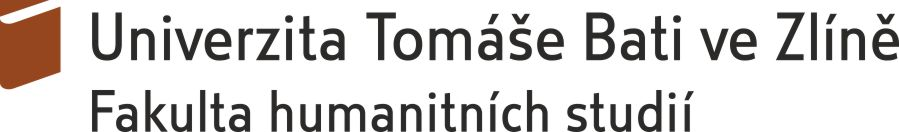 Univerzita Tomáše Bati ve Zlíně
Fakulta humanitních studií